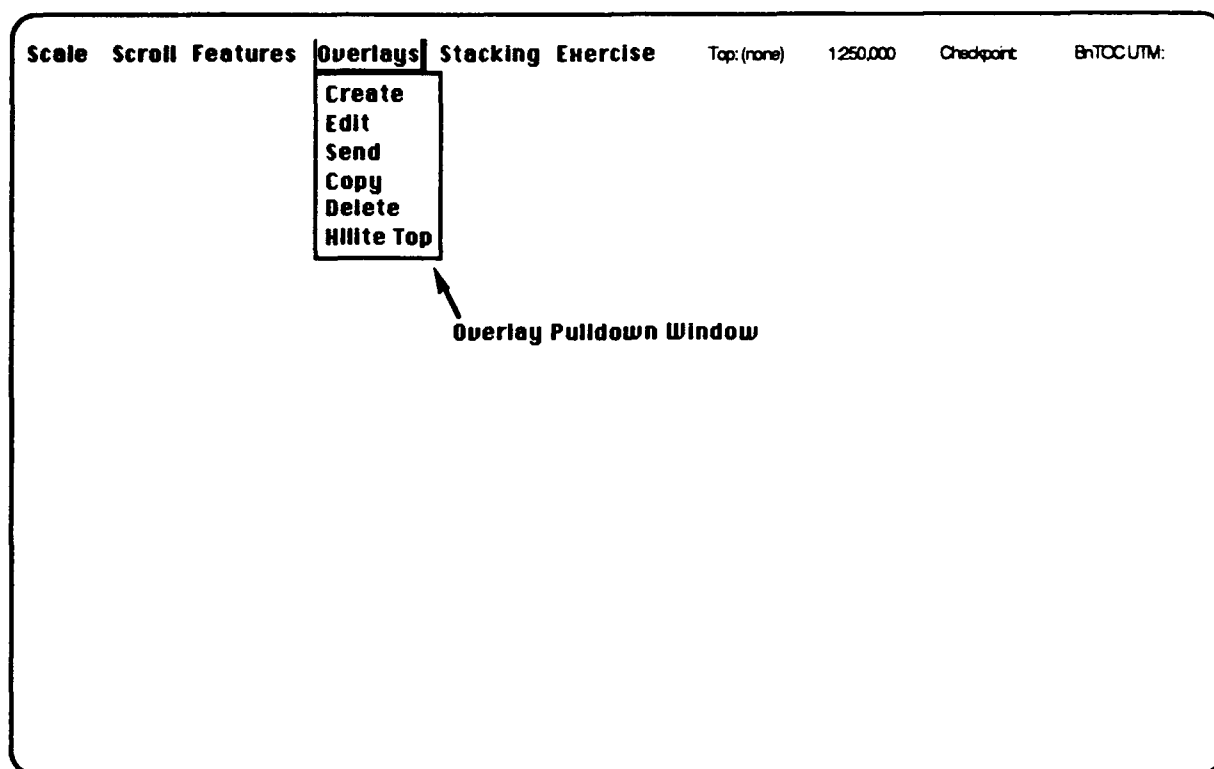 Scale Scroll Features Overlays Stacking Exercise Top: (none) 1:250,000 Checkpoint: BnTOC UTM:
Create
Edit
Send
Copy
Delete
Hilite Top
Overlay Pulldown Window